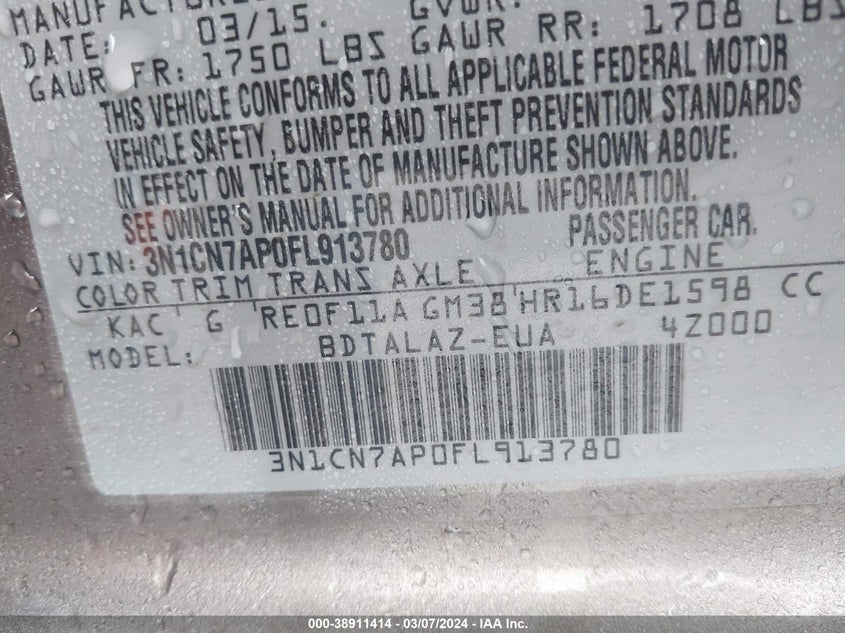 DATE: 03/15. GVWR:
GAWR FR: 1750 LBS GAWR RR: 1708 LBS
THIS VEHICLE CONFORMS TO ALL APPLICABLE FEDERAL MOTOR
VEHICLE SAFETY, BUMPER AND THEFT PREVENTION STANDARDS
IN EFFECT ON THE DATE OF MANUFACTURE SHOWN ABOVE.
SEE OWNER'S MANUAL FOR ADDITIONAL INFORMATION.
VIN: 3N1CN7AP0FL913780 PASSENGER CAR.
COLOR TRIM TRANS AXLE ENGINE
KAC G RE0F11A GM38 HR16DE1598 CC
MODEL: BDTALAZ-EUA 4Z000
3N1CN7AP0FL913780
000-38911414 - 03/07/2024 - IAA Inc.